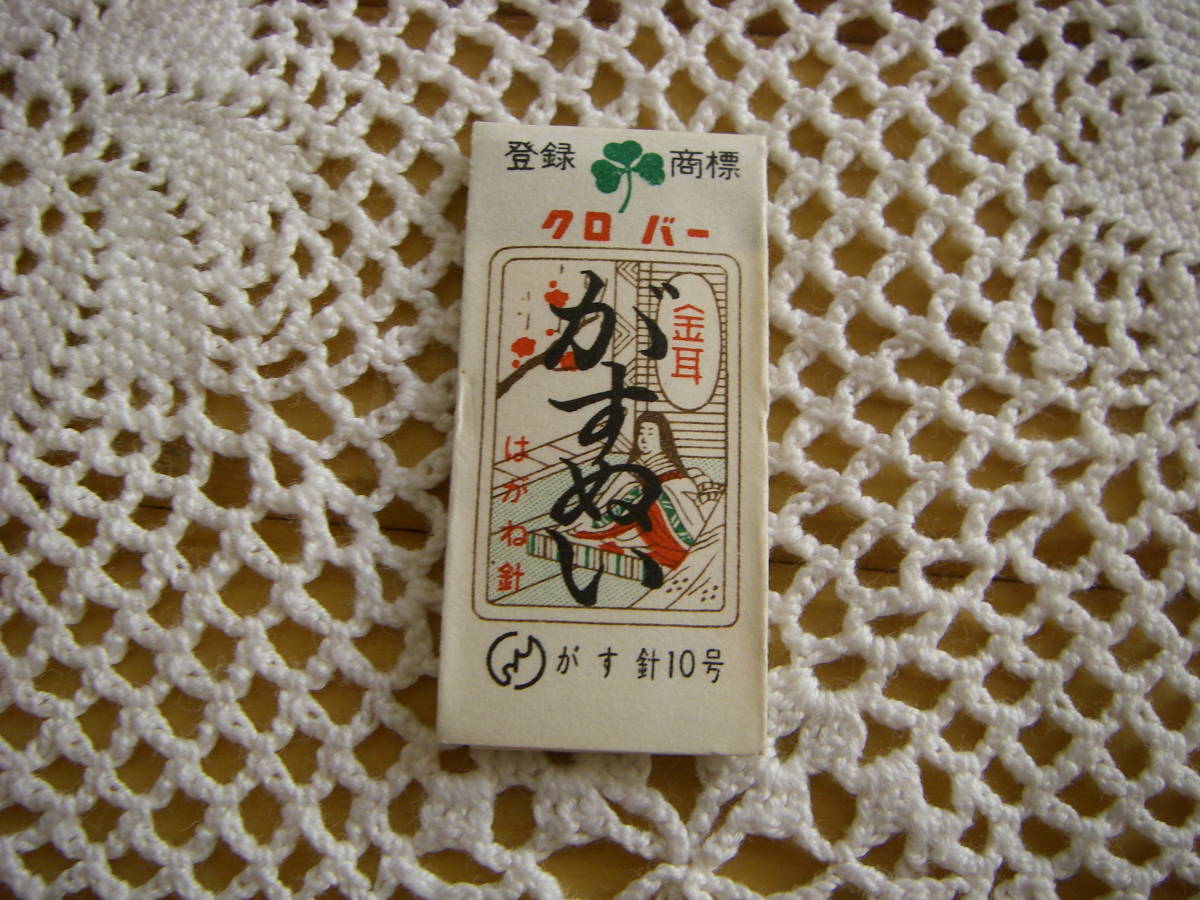 登録 商標
クロバー
金耳
がすぬい
はがね針
がす針10号